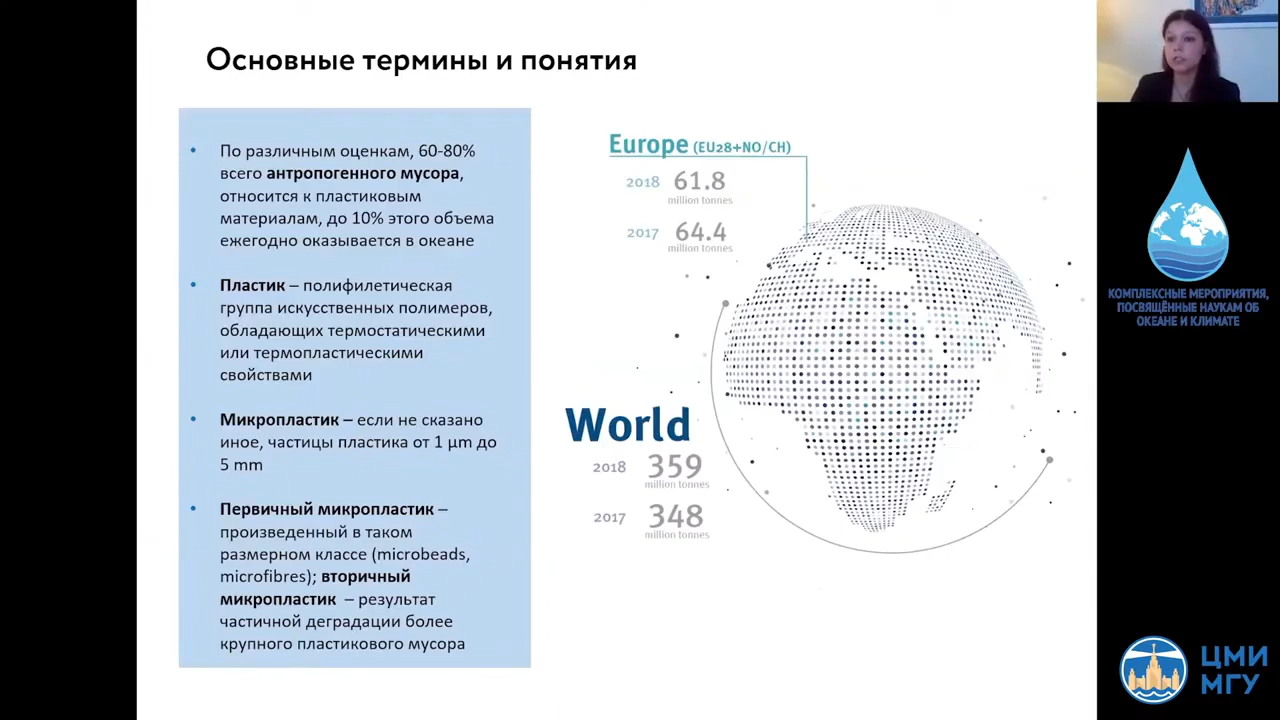 Основные термины и понятия
• По различным оценкам, 60-80%
всего антропогенного мусора,
относится к пластиковым
материалам, до 10% этого объема
ежегодно оказывается в океане
• Пластик – полифилетическая
группа искусственных полимеров,
обладающих термостатическими
или термопластическими
свойствами
• Микропластик – если не сказано
иное, частицы пластика от 1 μm до
5 mm
• Первичный микропластик –
произведенный в таком
размерном классе (microbeads,
microfibres); вторичный
микропластик – результат
частичной деградации более
крупного пластикового мусора
Europe (EU28+NO/CH)
2018 61.8
million tonnes
2017 64.4
million tonnes
World
2018 359
million tonnes
2017 348
million tonnes
КОМПЛЕКСНЫЕ МЕРОПРИЯТИЯ,
ПОСВЯЩЁННЫЕ НАУКАМ ОБ
ОКЕАНЕ И КЛИМАТЕ
ЦМИ
МГУ